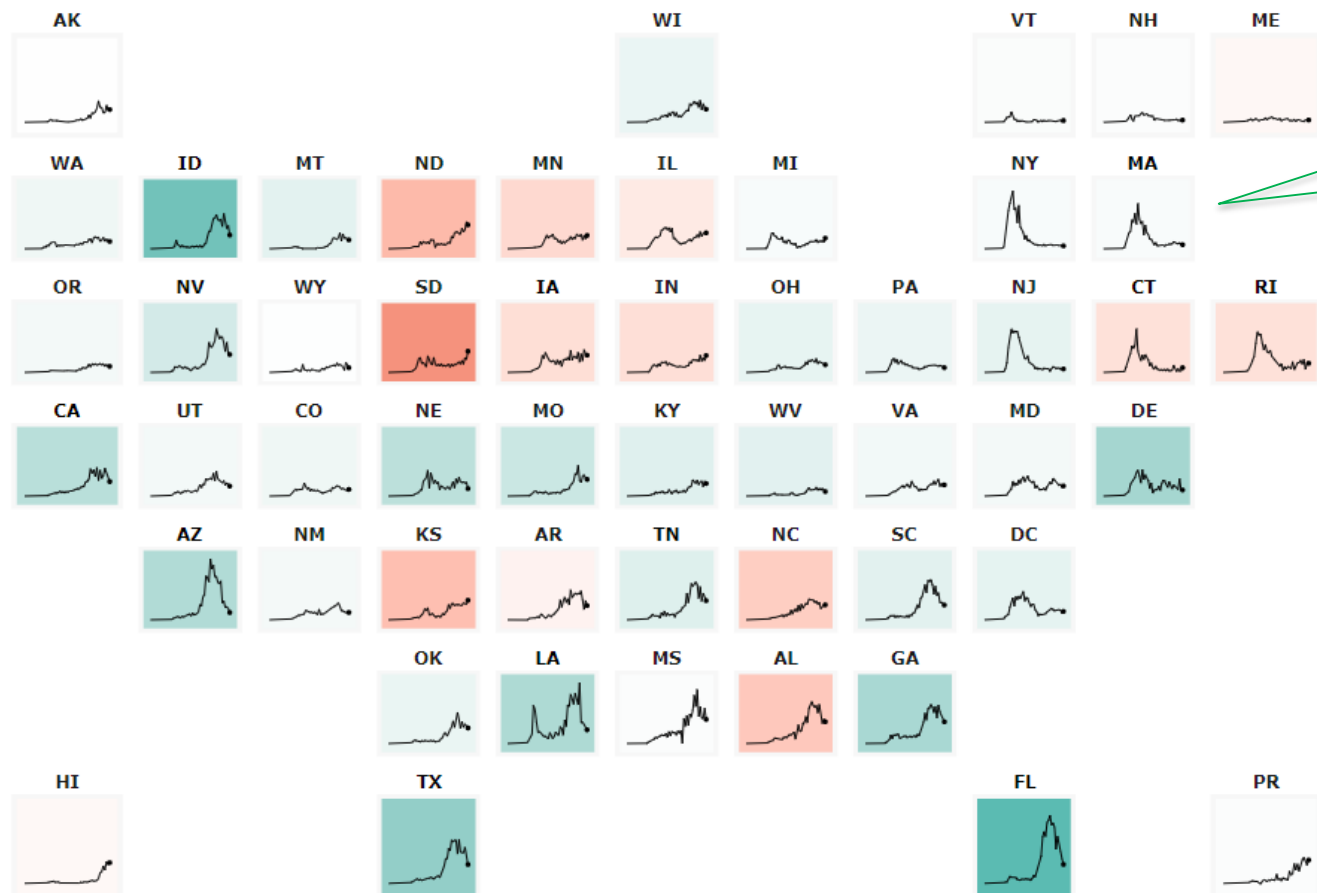 AK WI VT NH ME
WA ID MT ND MN IL MI NY MA
OR NV WY SD IA IN OH PA NJ CT RI
CA UT CO NE MO KY WV VA MD DE
AZ NM KS AR TN NC SC DC
OK LA MS AL GA
HI TX FL PR